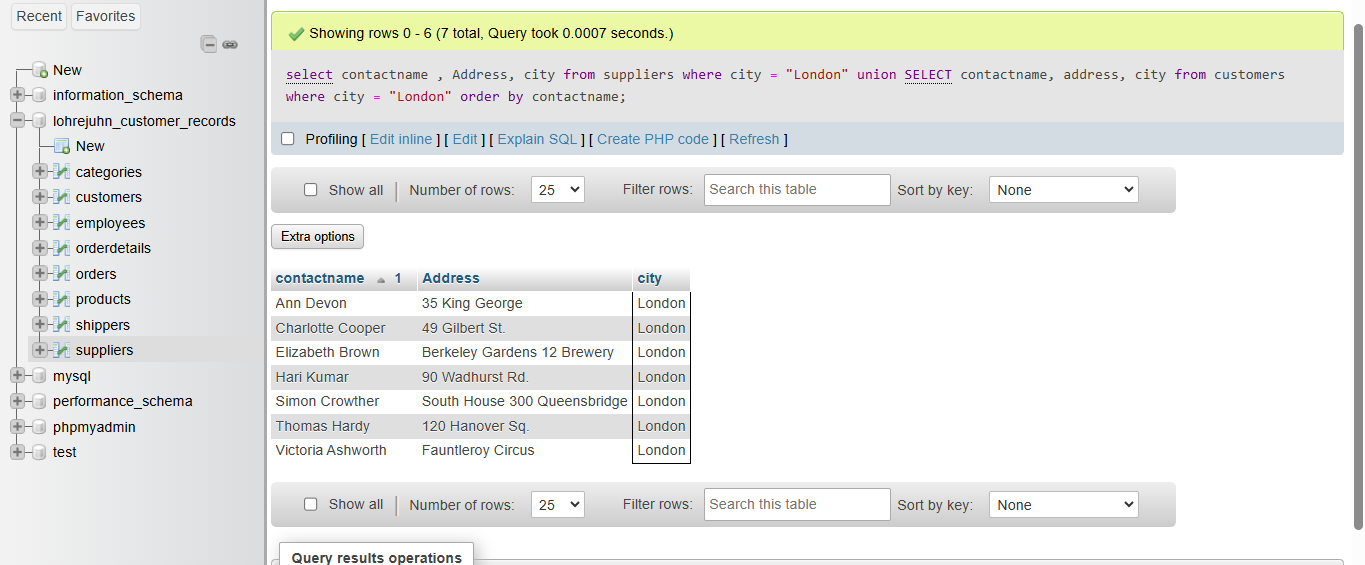 Recent Favorites
New
information_schema
lohrejuhn_customer_records
New
categories
customers
employees
orderdetails
orders
products
shippers
suppliers
mysql
performance_schema
phpmyadmin
test
Showing rows 0 - 6 (7 total, Query took 0.0007 seconds.)
select contactname , Address, city from suppliers where city = "London" union SELECT contactname, address, city from customers
where city = "London" order by contactname;
Profiling [ Edit inline ] [ Edit ] [ Explain SQL ] [ Create PHP code ] [ Refresh ]
Show all | Number of rows: 25 Filter rows: Search this table Sort by key: None
Extra options
contactname 1 Address city
Ann Devon 35 King George London
Charlotte Cooper 49 Gilbert St. London
Elizabeth Brown Berkeley Gardens 12 Brewery London
Hari Kumar 90 Wadhurst Rd. London
Simon Crowther South House 300 Queensbridge London
Thomas Hardy 120 Hanover Sq. London
Victoria Ashworth Fauntleroy Circus London
Show all | Number of rows: 25 Filter rows: Search this table Sort by key: None
Query results operations